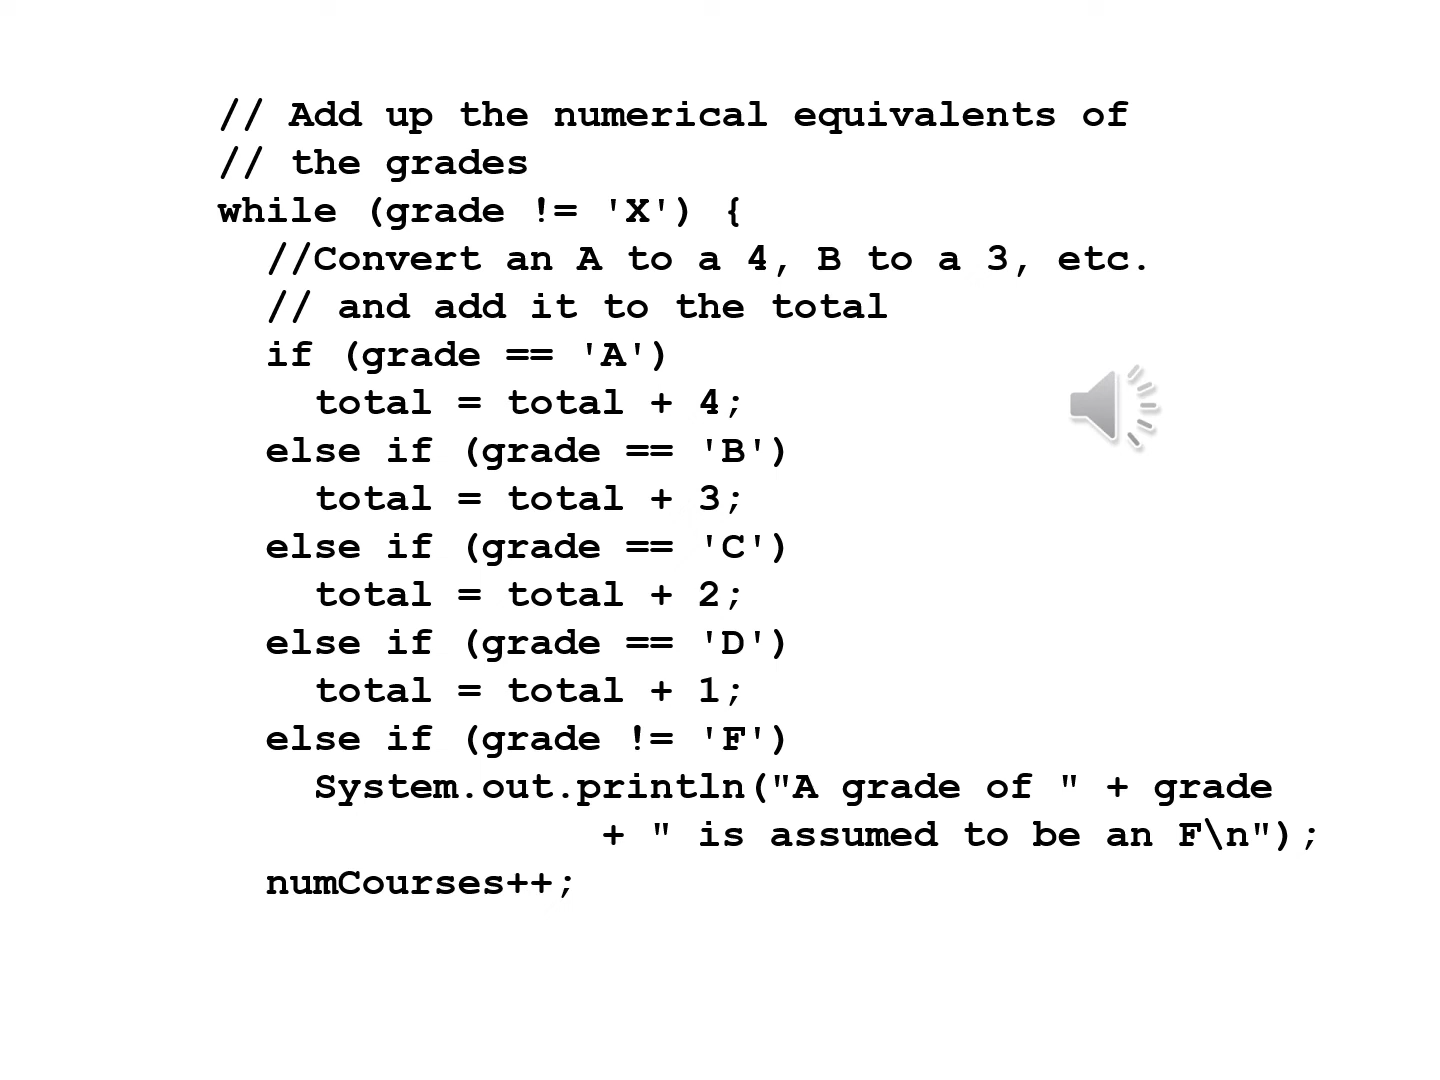 // Add up the numerical equivalents of
// the grades
while (grade != 'X') {
//Convert an A to a 4, B to a 3, etc.
// and add it to the total
if (grade == 'A')
total = total + 4;
else if (grade == 'B')
total = total + 3;
else if (grade == 'C')
total = total + 2;
else if (grade == 'D')
total = total + 1;
else if (grade != 'F')
System.out.println("A grade of " + grade
+ " is assumed to be an F\n");
numCourses++;